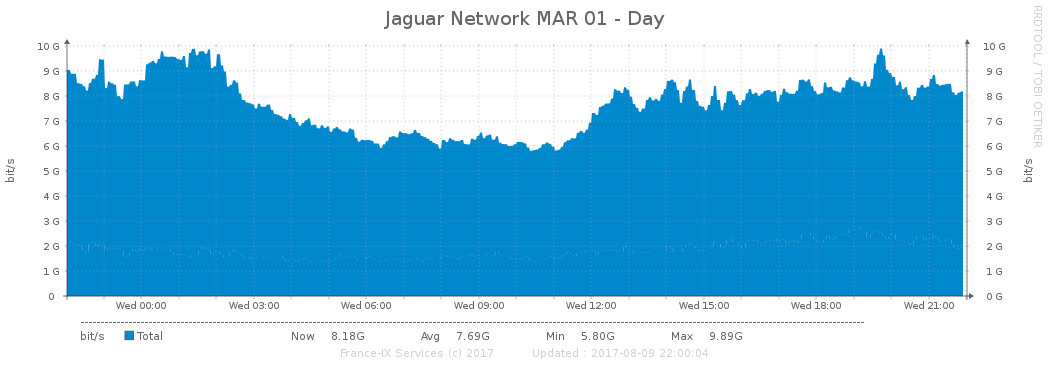 Jaguar Network MAR 01 - Day
RRDTOOL / TOBI OETIKER
bit/s
bit/s
10 G 10 G
9 G 9 G
8 G 8 G
7 G 7 G
6 G 6 G
5 G 5 G
4 G 4 G
3 G 3 G
2 G 2 G
1 G 1 G
0 0 G
Wed 00:00 Wed 03:00 Wed 06:00 Wed 09:00 Wed 12:00 Wed 15:00 Wed 18:00 Wed 21:00
bit/s Total Now 8.18G Avg 7.69G Min 5.80G Max 9.89G
France-IX Services (c) 2017 Updated : 2017-08-09 22:00:04